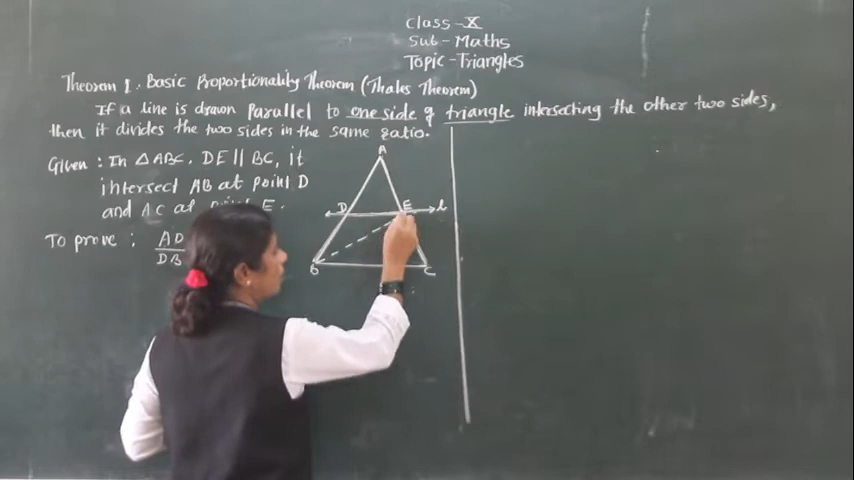 Class-X
Sub-Maths
Topic-Triangles
Theorem 1. Basic Proportionality Theorem (Thales Theorem)
If a line is drawn Parallel to one side of triangle intersecting the other two sides,
then it divides the two sides in the same ratio.
Given : In △ABC, DE || BC, it
intersect AB at point D
and AC at E.
To prove : AD
DB
A
D E l
B C